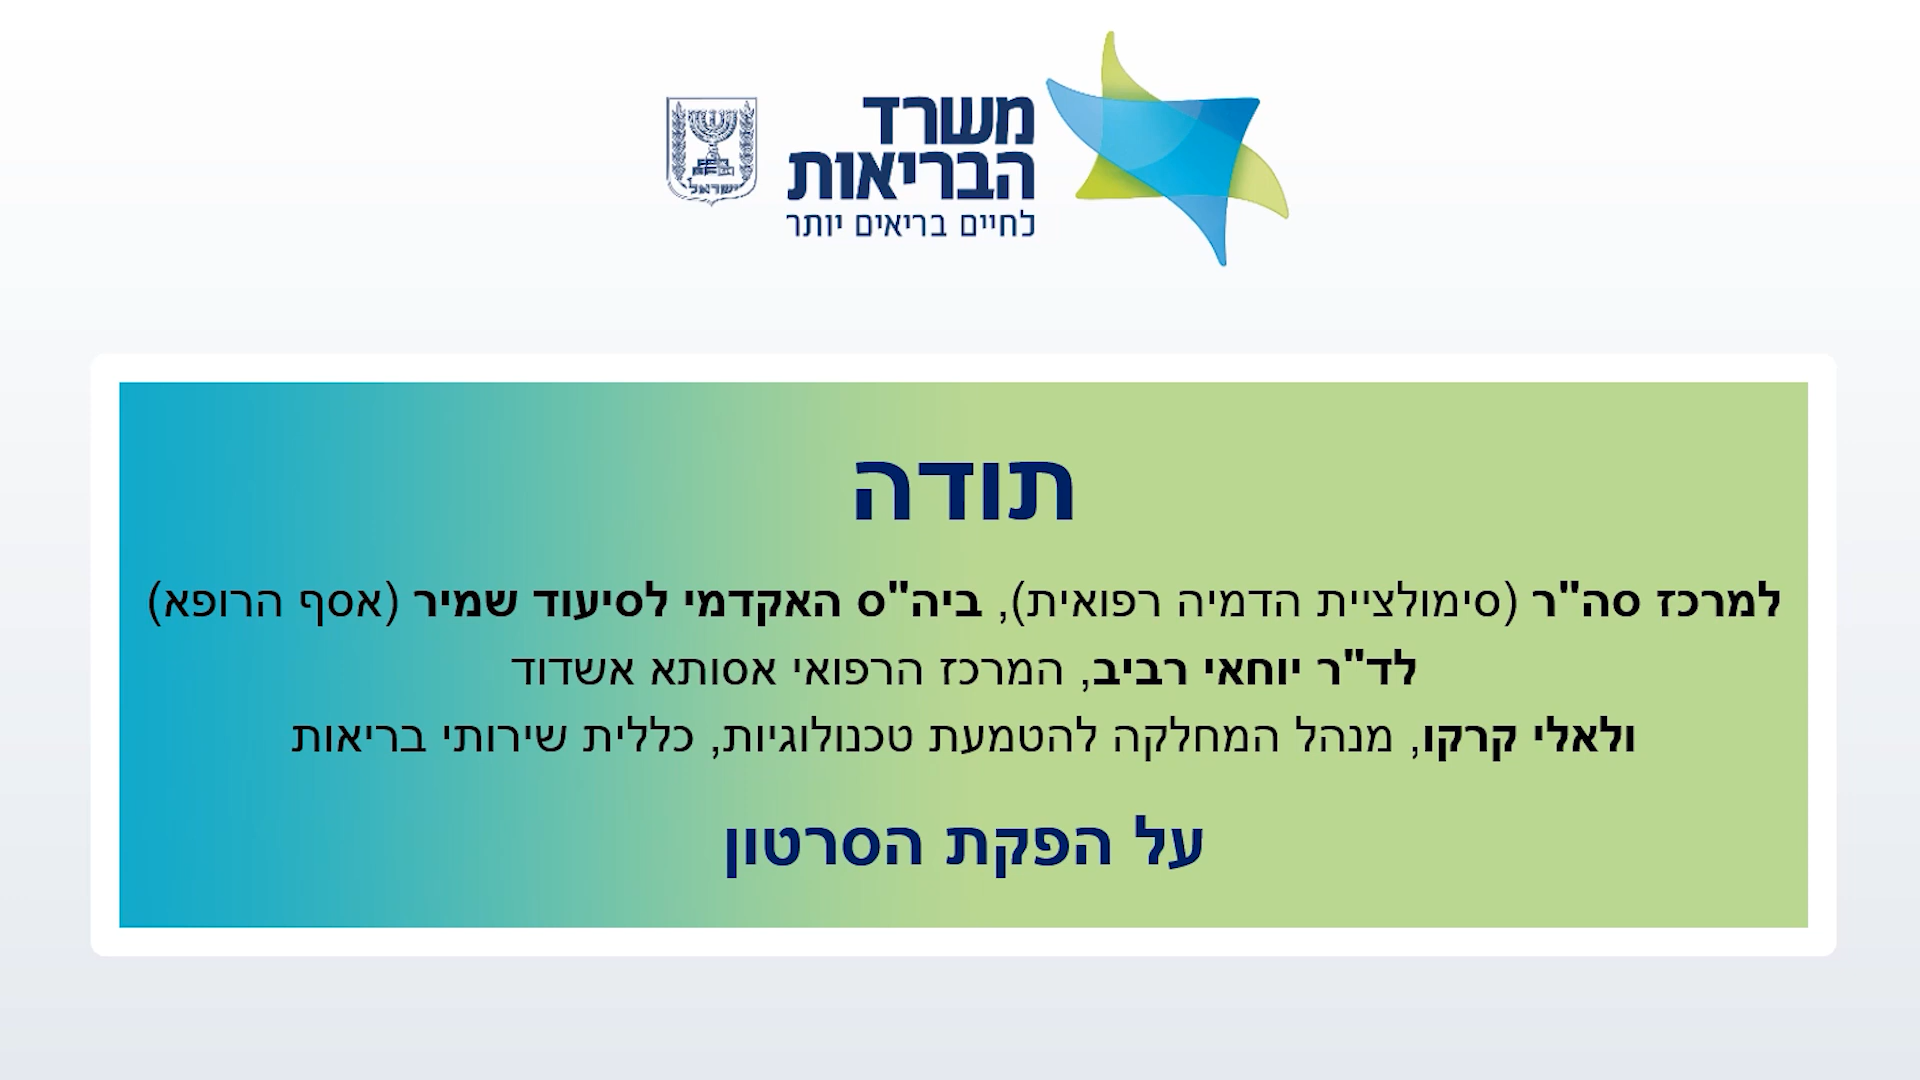 משרד
הבריאות
לחיים בריאים יותר
ישראל
תודה
למרכז סה"ר (סימולציית הדמיה רפואית), ביה"ס האקדמי לסיעוד שמיר (אסף הרופא)
לד"ר יוחאי רביב, המרכז הרפואי אסותא אשדוד
ולאלי קרקו, מנהל המחלקה להטמעת טכנולוגיות, כללית שירותי בריאות
על הפקת הסרטון